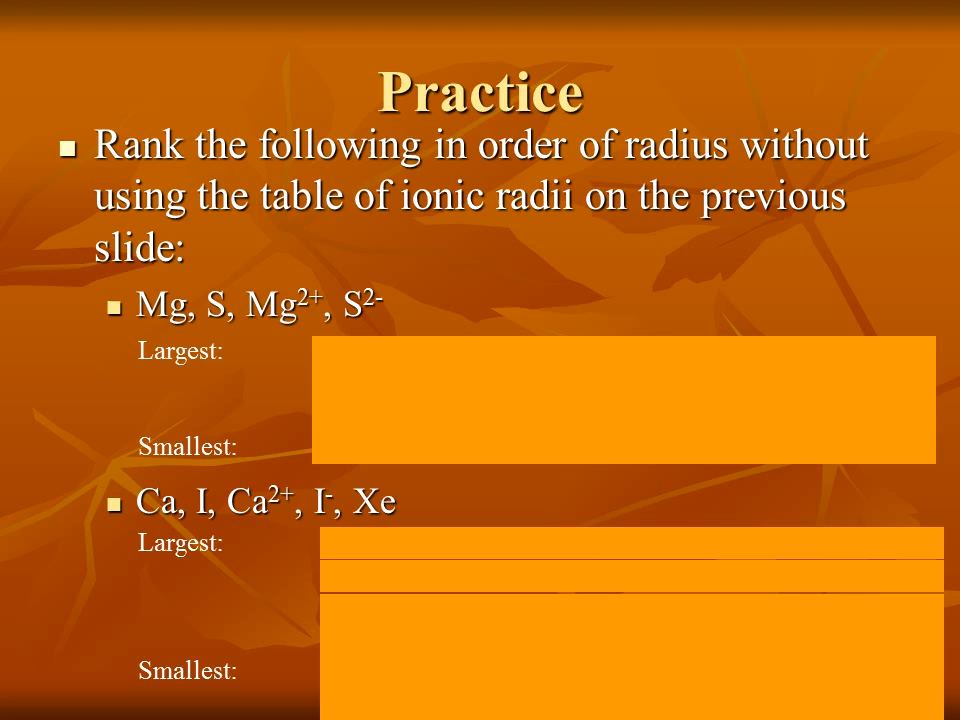 Practice
Rank the following in order of radius without
using the table of ionic radii on the previous
slide:
Mg, S, Mg²⁺, S²⁻
Largest:
Smallest:
Ca, I, Ca²⁺, I⁻, Xe
Largest:
Smallest: